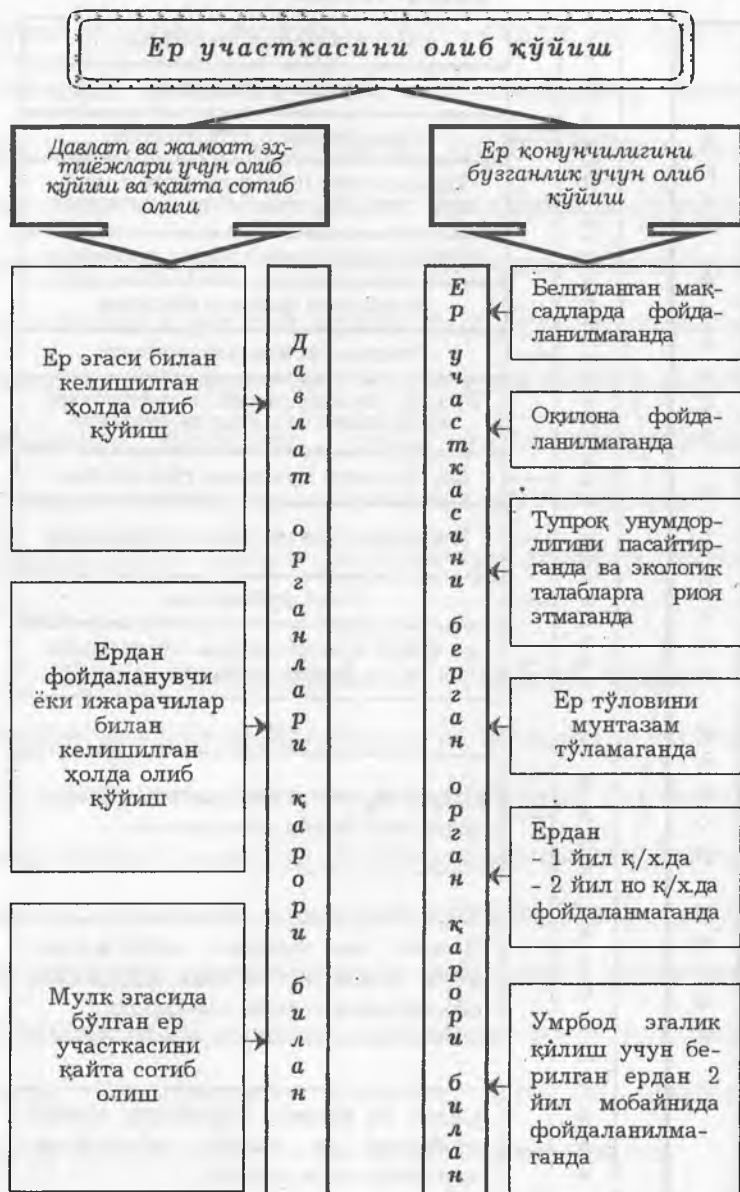 Ер участкасини олиб қўйиш
Давлат ва жамоат эх-
тиёжлари учун олиб
қўйиш ва қайта сотиб
олиш
Ер қонунчилигини
бузганлик учун олиб
қўйиш
Ер эгаси билан
келишилган
ҳолда олиб
қўйиш
Ердан
фойдаланувчи
ёки ижарачилар
билан
келишилган
ҳолда олиб
қўйиш
Мулк эгасида
бўлган ер
участкасини
қайта сотиб
олиш
Давлат органлари қарори билан
Ер участкасини берган орган қарори билан
Белгиланган мақ-
садларда фойда-
ланилмаганда
Оқилона фойда-
ланилмаганда
Тупроқ унумдор-
лигини пасайтир-
ганда ва экологик
талабларга риоя
этмаганда
Ер тўловини
мунтазам
тўламаганда
Ердан
– 1 йил қ/х.да
– 2 йил но қ/х.да
фойдаланмаганда
Умрбод эгалик
қилиш учун бе-
рилган ердан 2
йил мобайнида
фойдаланилма-
ганда